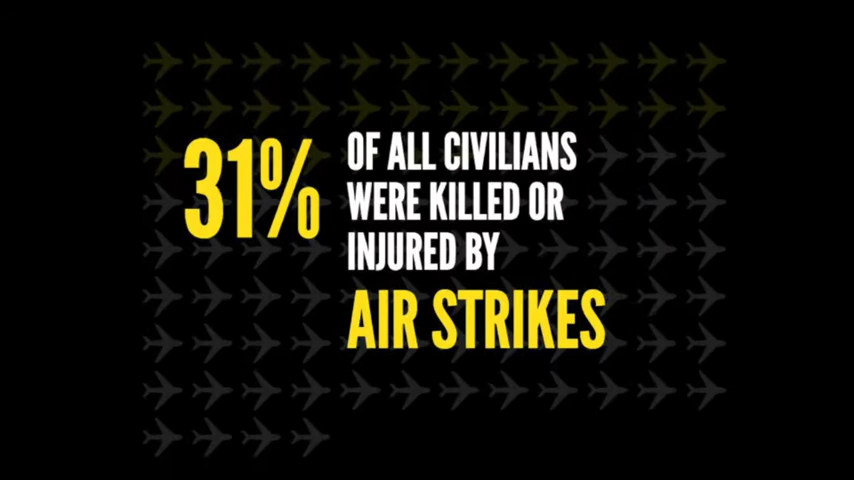 31%
OF ALL CIVILIANS
WERE KILLED OR
INJURED BY
AIR STRIKES